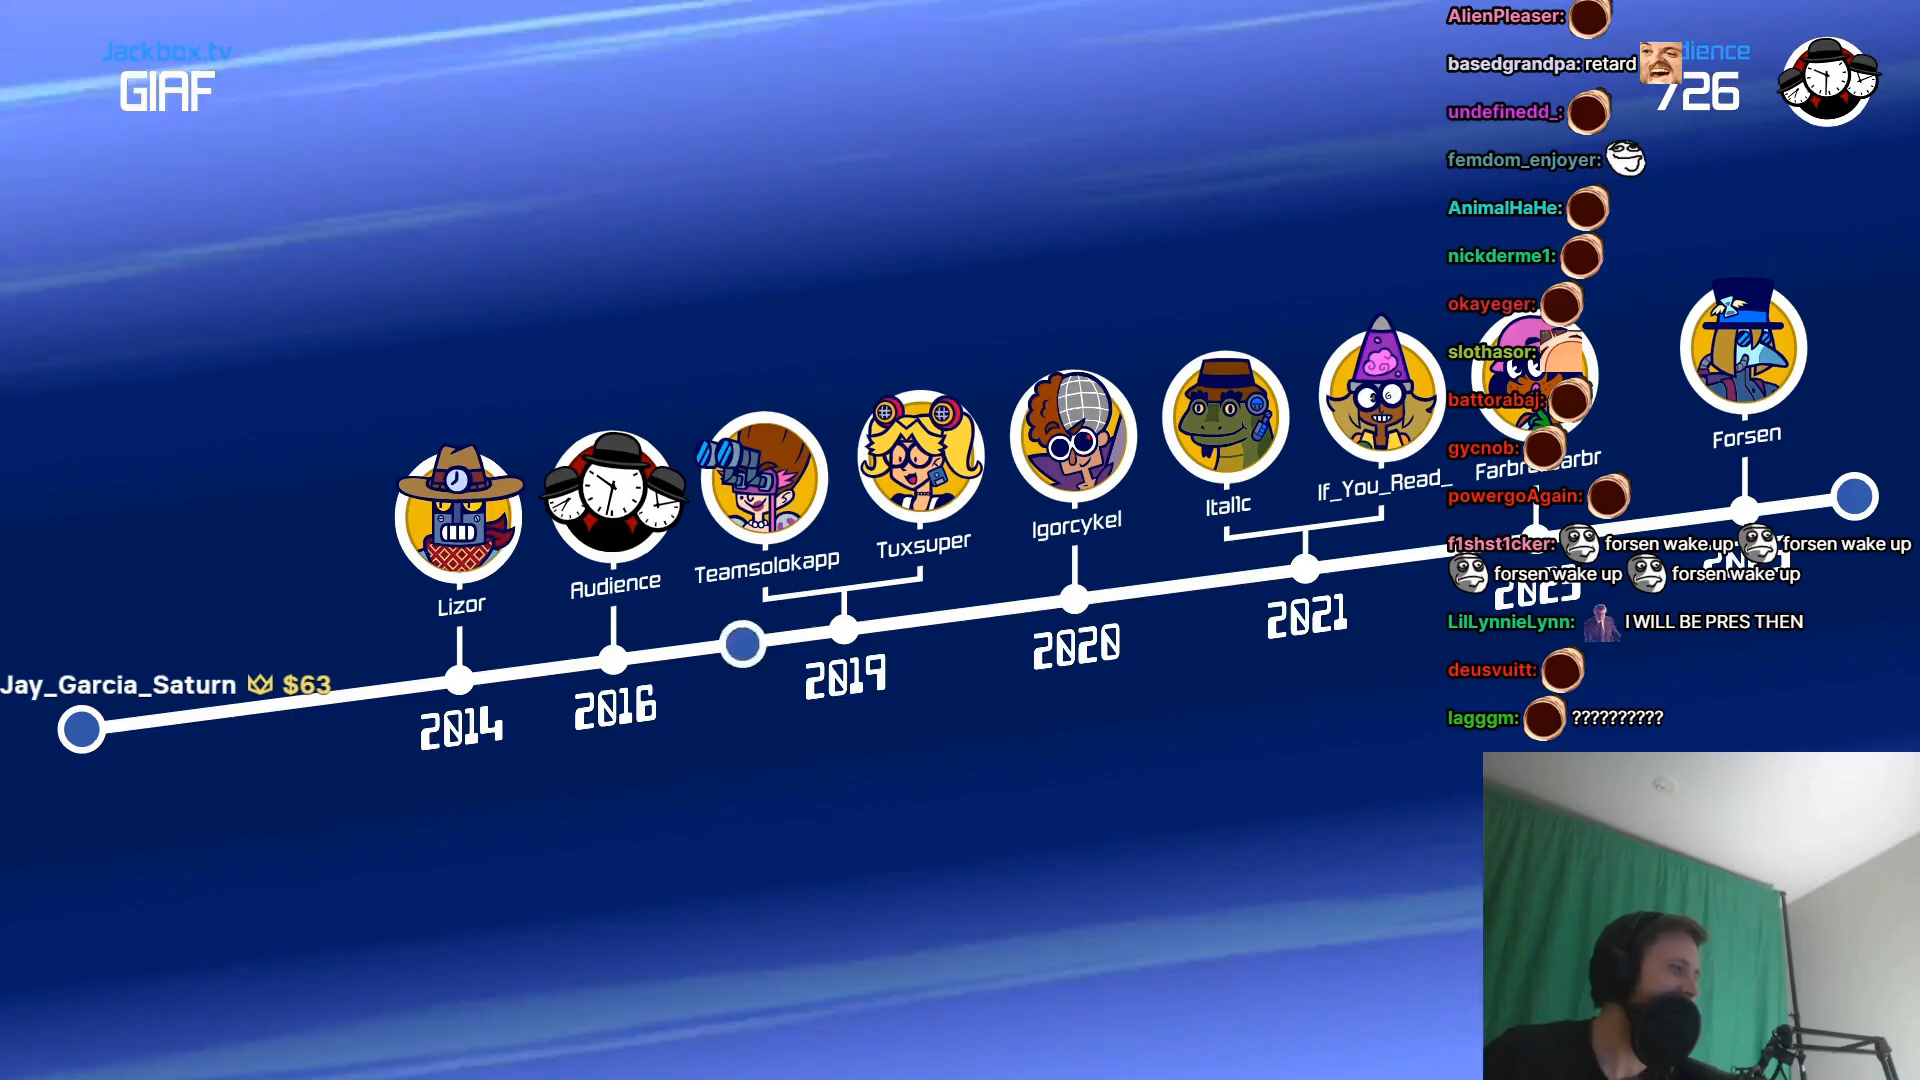 Jackbox.tv
GIAF
726
AlienPleaser:
basedgrandpa: retard
undefinedd_:
femdom_enjoyer:
AnimalHaHe:
nickderme1:
okayeger:
slothasor:
battorabaj:
gycnob:
powergoAgain:
f1shst1cker: forsen wake up forsen wake up
forsen wake up forsen wake up
LilLynnieLynn: I WILL BE PRES THEN
deusvuitt:
lagggm: ??????????
Lizor
Audience
Teamsolokapp
Tuxsuper
Igorcykel
Ital1c
If_You_Read_
Forsen
Jay_Garcia_Saturn $63
2014
2016
2019
2020
2021
2023